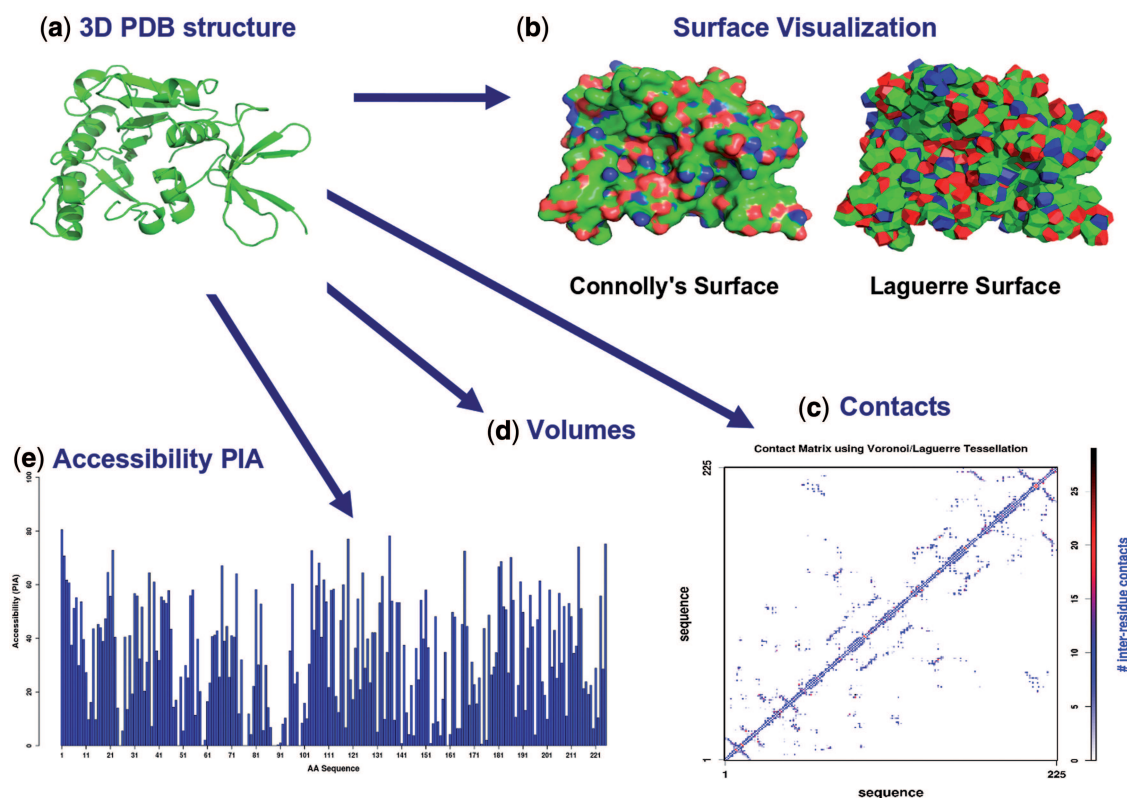 (a) 3D PDB structure
(b) Surface Visualization
Connolly's Surface
Laguerre Surface
(c) Contacts
(d) Volumes
(e) Accessibility PIA
Contact Matrix using Voronoi/Laguerre Tessellation
225
sequence
1
1
225
sequence
0
5
10
15
20
25
# inter-residue contacts
100
80
60
40
20
0
Accessibility (PIA)
1 11 21 31 41 51 61 71 81 91 101 111 121 131 141 151 161 171 181 191 201 211 221
AA Sequence